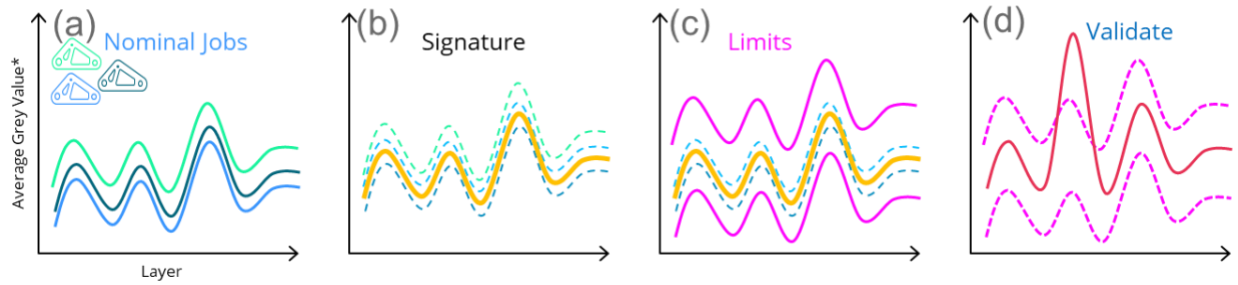 (a)
Nominal Jobs
Average Grey Value*
Layer
(b)
Signature
(c)
Limits
(d)
Validate